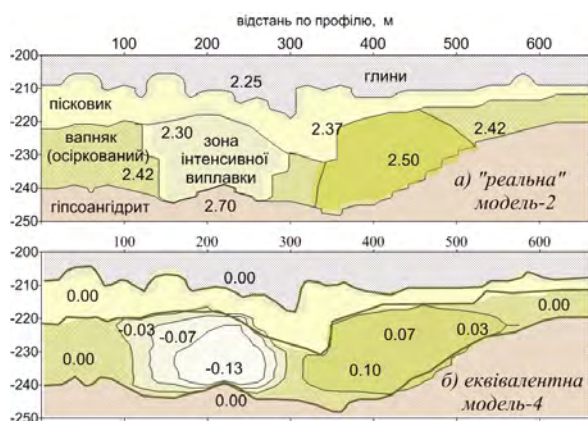 відстань по профілю, м
100 200 300 400 500 600
-200
-210
-220
-230
-240
-250
2.25
глини
пісковик
2.30
2.37
вапняк
(осіркований)
зона
інтенсивної
виплавки
2.42
2.42
2.50
гіпсоангідрит
2.70
а) "реальна"
модель-2
100 200 300 400 500 600
-200
-210
-220
-230
-240
-250
0.00
0.00
0.00
-0.03
-0.07
0.07
0.03
0.00
-0.13
0.10
0.00
б) еквівалентна
модель-4